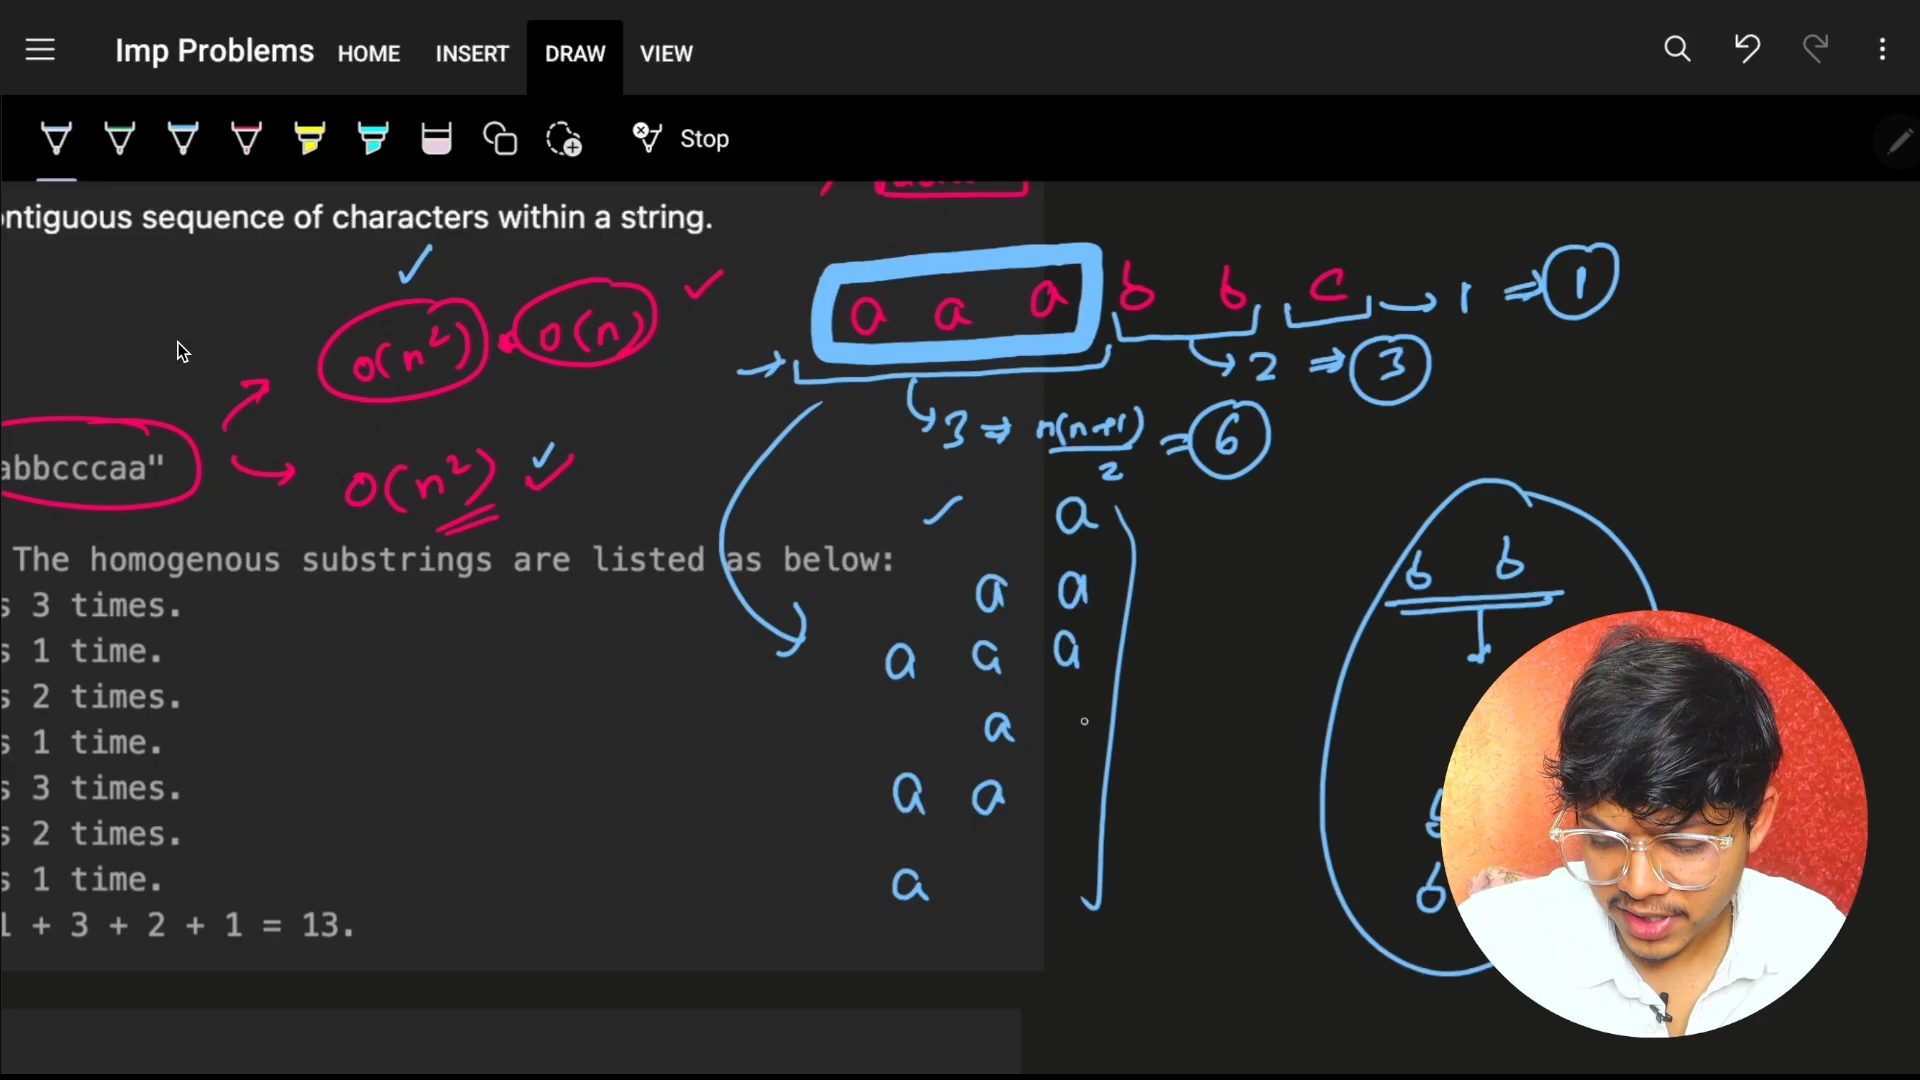 Imp Problems HOME INSERT DRAW VIEW
Stop
ntiguous sequence of characters within a string.
O(n²) · O(n)
a a a b b c → 1 ⇒ 1
2 ⇒ 3
3 ⇒ n(n+1)/2 = 6
abbcccaa"
O(n²)
a
b b
The homogenous substrings are listed as below:
a a
s 3 times.
s 1 time.
a a a
s 2 times.
s 1 time.
a
s 3 times.
a a
s 2 times.
s 1 time.
a
b
1 + 3 + 2 + 1 = 13.